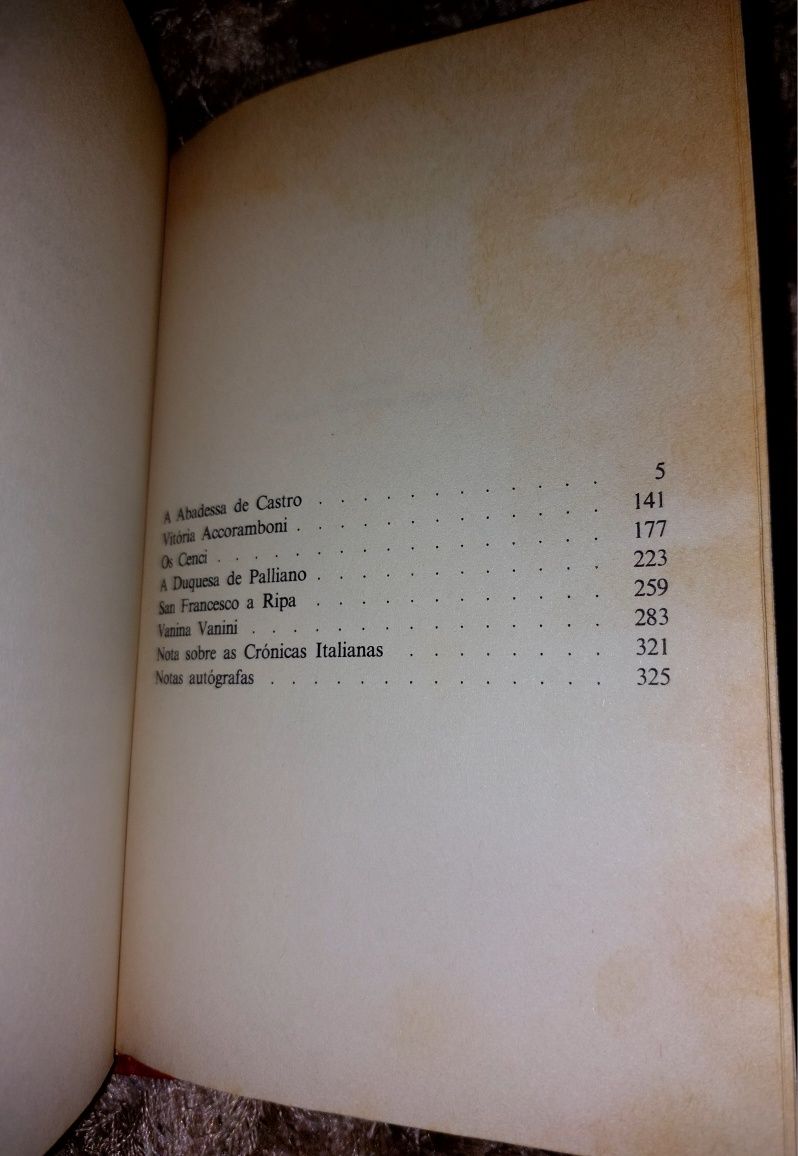 A Abadessa de Castro . . . . . . . . . . . . . 5
Vitória Accoramboni . . . . . . . . . . . . . . 141
Os Cenci . . . . . . . . . . . . . . . . . . 177
A Duquesa de Palliano . . . . . . . . . . . . . 223
San Francesco a Ripa . . . . . . . . . . . . . 259
Vanina Vanini . . . . . . . . . . . . . . . . 283
Nota sobre as Crónicas Italianas . . . . . . . . . 321
Notas autógrafas . . . . . . . . . . . . . . . 325